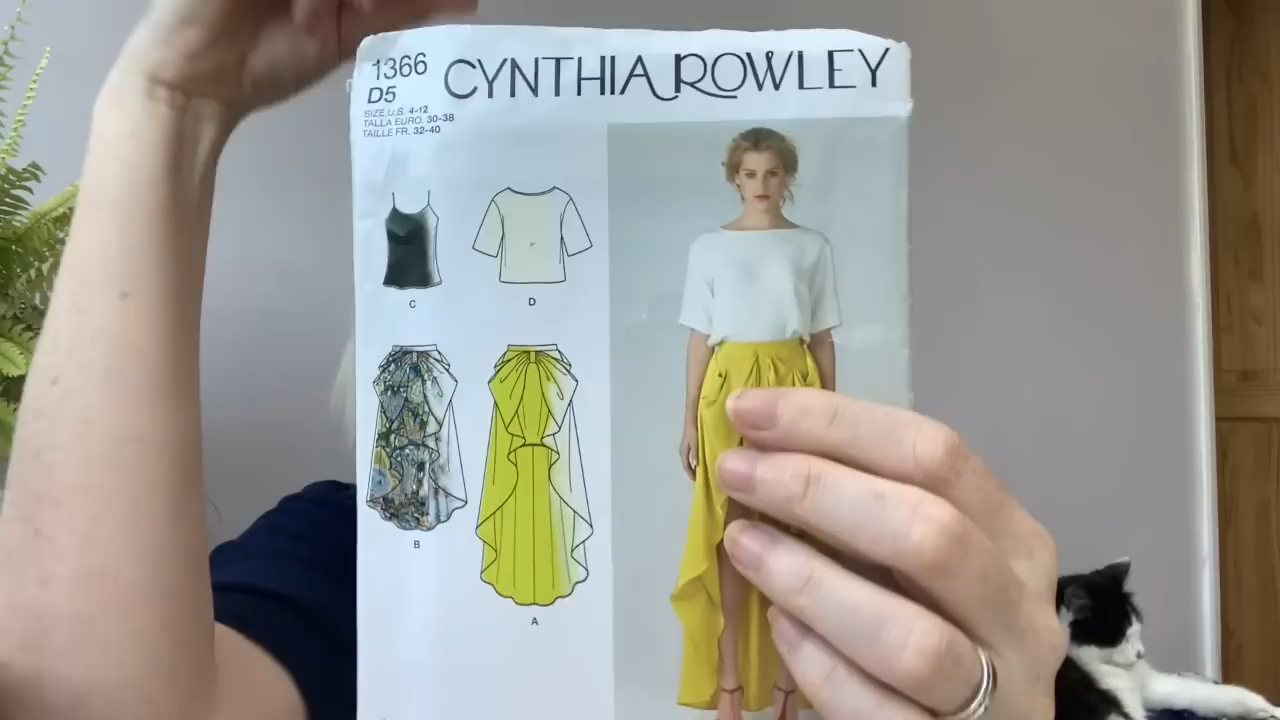 1366
D5
CYNTHIA ROWLEY
SIZE U.S. 4-12
TALLA EURO. 30-38
TAILLE FR. 32-40
C
D
B
A